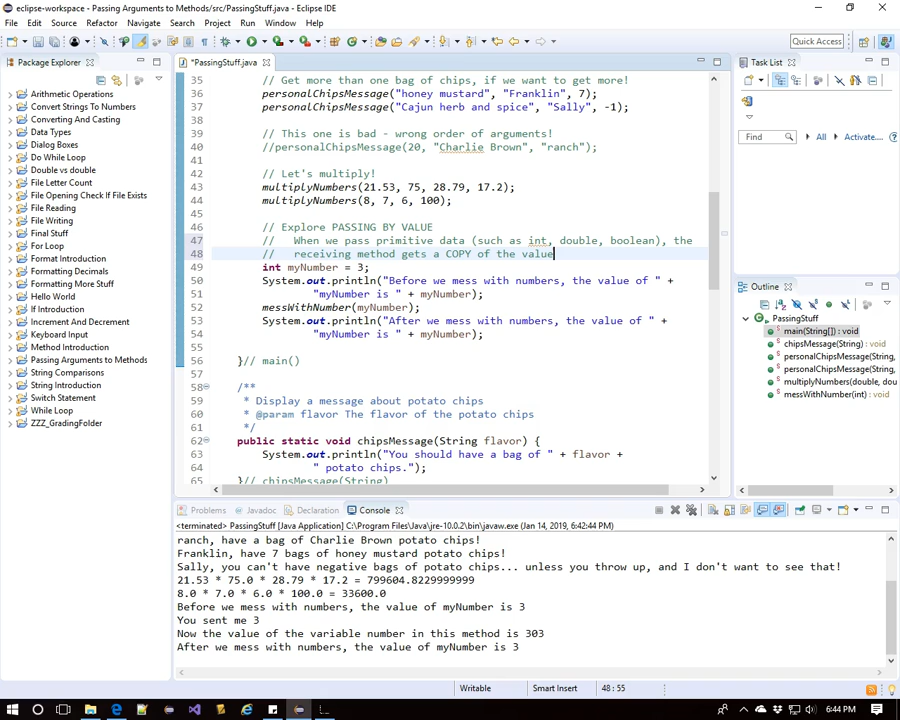 eclipse-workspace - Passing Arguments to Methods/src/PassingStuff.java - Eclipse IDE
File Edit Source Refactor Navigate Search Project Run Window Help
Quick Access
Package Explorer
Arithmetic Operations
Convert Strings To Numbers
Converting And Casting
Data Types
Dialog Boxes
Do While Loop
Double vs double
File Letter Count
File Opening Check If File Exists
File Reading
File Writing
Final Stuff
For Loop
Format Introduction
Formatting Decimals
Formatting More Stuff
Hello World
If Introduction
Increment And Decrement
Keyboard Input
Method Introduction
Passing Arguments to Methods
String Comparisons
String Introduction
Switch Statement
While Loop
ZZZ_GradingFolder
*PassingStuff.java
35 // Get more than one bag of chips, if we want to get more!
36 personalChipsMessage("honey mustard", "Franklin", 7);
37 personalChipsMessage("Cajun herb and spice", "Sally", -1);
38
39 // This one is bad - wrong order of arguments!
40 //personalChipsMessage(20, "Charlie Brown", "ranch");
41
42 // Let's multiply!
43 multiplyNumbers(21.53, 75, 28.79, 17.2);
44 multiplyNumbers(8, 7, 6, 100);
45
46 // Explore PASSING BY VALUE
47 // When we pass primitive data (such as int, double, boolean), the
48 // receiving method gets a COPY of the value
49 int myNumber = 3;
50 System.out.println("Before we mess with numbers, the value of " +
51 "myNumber is " + myNumber);
52 messWithNumber(myNumber);
53 System.out.println("After we mess with numbers, the value of " +
54 "myNumber is " + myNumber);
55
56 }// main()
57
58 /**
59 * Display a message about potato chips
60 * @param flavor The flavor of the potato chips
61 */
62 public static void chipsMessage(String flavor) {
63 System.out.println("You should have a bag of " + flavor +
64 " potato chips.");
65 }// chipsMessage(String)
Task List
Find All Activate...
Outline
PassingStuff
main(String[]) : void
chipsMessage(String) : void
personalChipsMessage(String,
personalChipsMessage(String,
multiplyNumbers(double, dou
messWithNumber(int) : void
Problems Javadoc Declaration Console
<terminated> PassingStuff [Java Application] C:\Program Files\Java\jre-10.0.2\bin\javaw.exe (Jan 14, 2019, 6:42:44 PM)
ranch, have a bag of Charlie Brown potato chips!
Franklin, have 7 bags of honey mustard potato chips!
Sally, you can't have negative bags of potato chips... unless you throw up, and I don't want to see that!
21.53 * 75.0 * 28.79 * 17.2 = 799604.8229999999
8.0 * 7.0 * 6.0 * 100.0 = 33600.0
Before we mess with numbers, the value of myNumber is 3
You sent me 3
Now the value of the variable number in this method is 303
After we mess with numbers, the value of myNumber is 3
Writable Smart Insert 48 : 55
6:44 PM